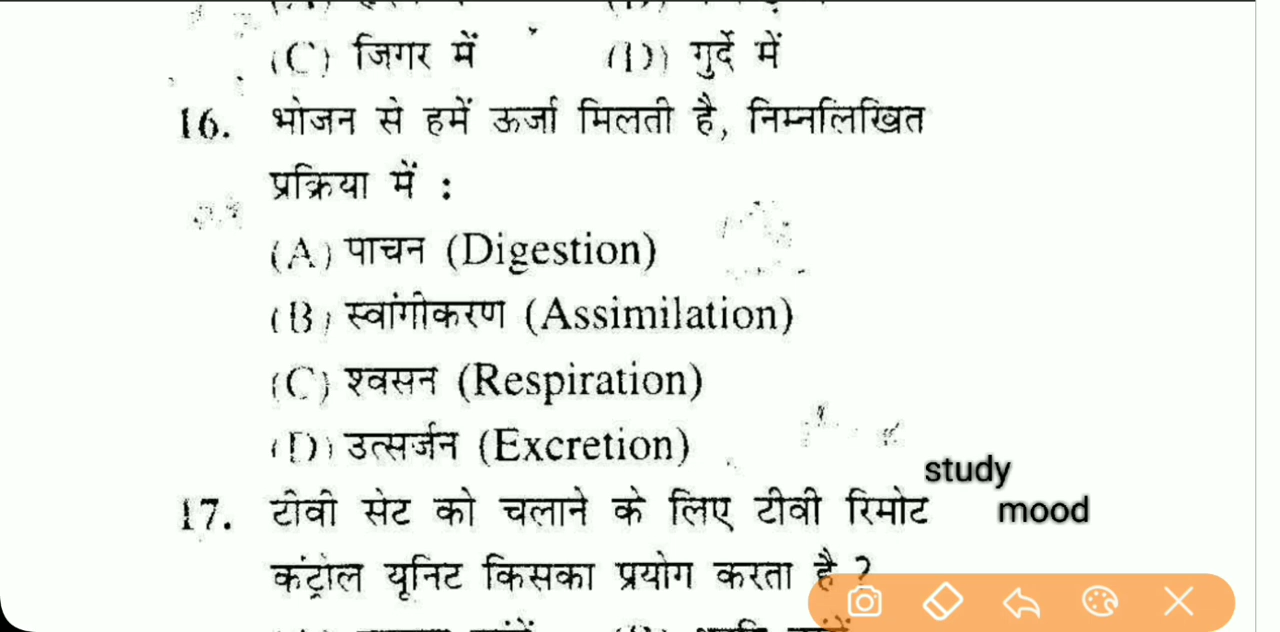 (C) जिगर में (D) गुर्दे में
16. भोजन से हमें ऊर्जा मिलती है, निम्नलिखित
प्रक्रिया में :
(A) पाचन (Digestion)
(B) स्वांगीकरण (Assimilation)
(C) श्वसन (Respiration)
(D) उत्सर्जन (Excretion)
study
mood
17. टीवी सेट को चलाने के लिए टीवी रिमोट
कंट्रोल यूनिट किसका प्रयोग करता है ?